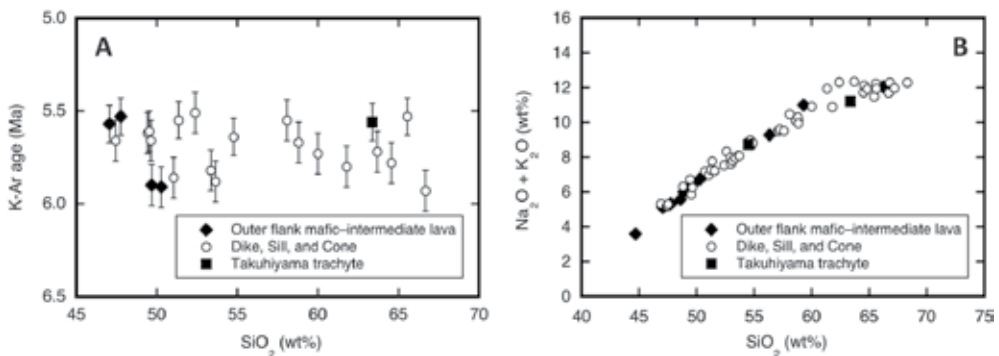 A
5.0
5.5
6.0
6.5
K-Ar age (Ma)
45 50 55 60 65 70
SiO2 (wt%)
Outer flank mafic–intermediate lava
Dike, Sill, and Cone
Takuhiyama trachyte
B
16
14
12
10
8
6
4
2
0
Na2O + K2O (wt%)
40 45 50 55 60 65 70 75
SiO2 (wt%)
Outer flank mafic–intermediate lava
Dike, Sill, and Cone
Takuhiyama trachyte